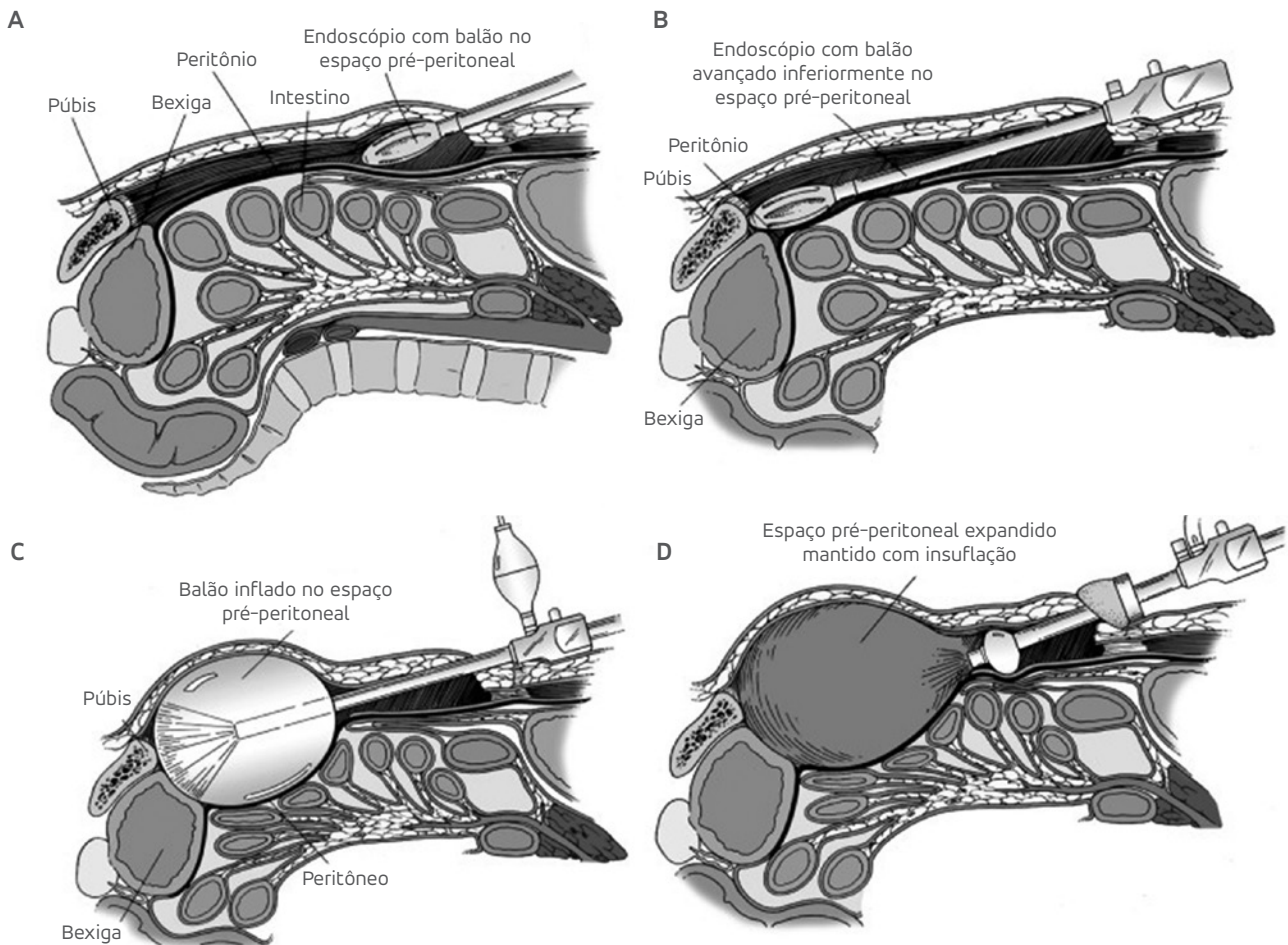 A
Endoscópio com balão no
espaço pré-peritoneal
Peritônio
Púbis
Bexiga
Intestino
B
Endoscópio com balão
avançado inferiormente no
espaço pré-peritoneal
Peritônio
Púbis
Bexiga
C
Balão inflado no espaço
pré-peritoneal
Púbis
Peritôneo
Bexiga
D
Espaço pré-peritoneal expandido
mantido com insuflação